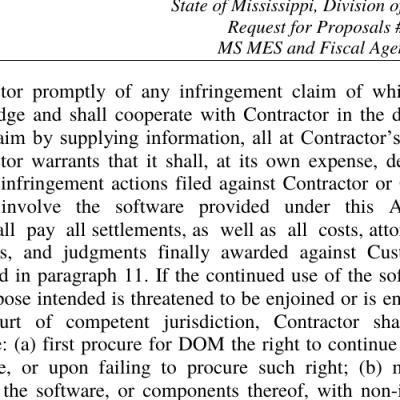 State of Mississippi, Division o
Request for Proposals #
MS MES and Fiscal Age
tor promptly of any infringement claim of whi
dge and shall cooperate with Contractor in the d
aim by supplying information, all at Contractor's
tor warrants that it shall, at its own expense, de
infringement actions filed against Contractor or
involve the software provided under this A
all pay all settlements, as well as all costs, atto
s, and judgments finally awarded against Cus
d in paragraph 11. If the continued use of the sof
pose intended is threatened to be enjoined or is en
urt of competent jurisdiction, Contractor sha
: (a) first procure for DOM the right to continue
e, or upon failing to procure such right; (b) m
the software, or components thereof, with non-i